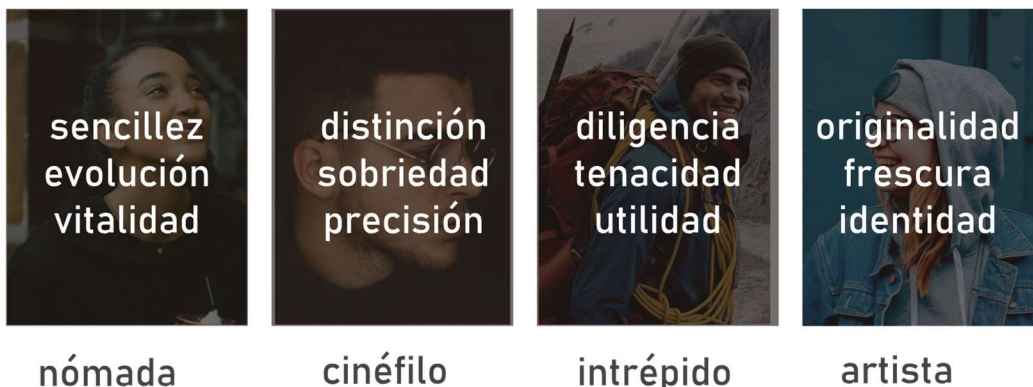 sencillez
evolución
vitalidad
distinción
sobriedad
precisión
diligencia
tenacidad
utilidad
originalidad
frescura
identidad
nómada
cinéfilo
intrépido
artista